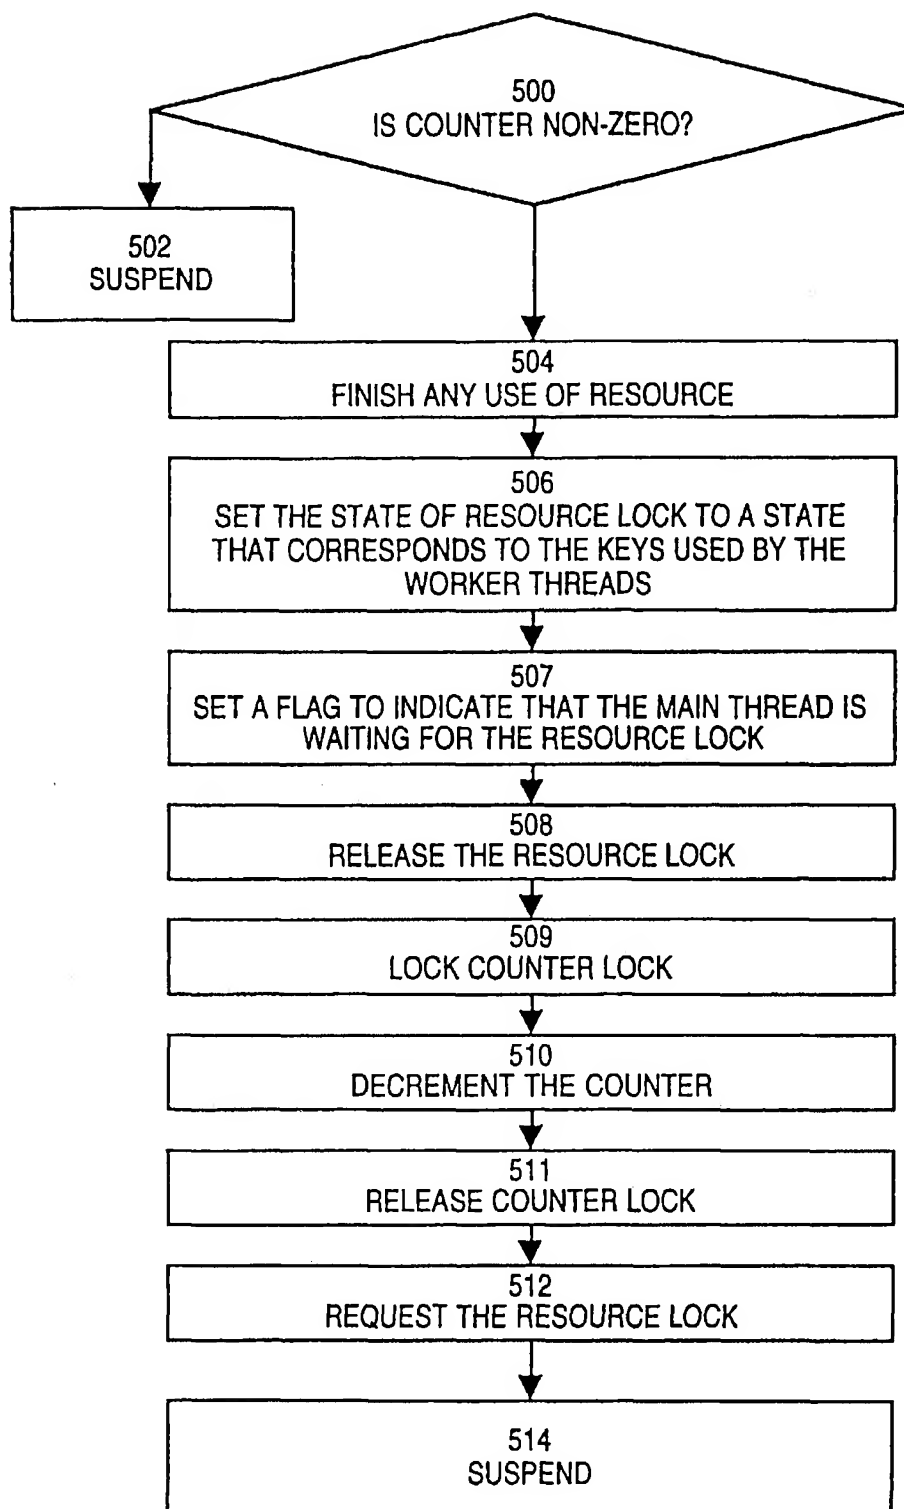 500
IS COUNTER NON-ZERO?
502
SUSPEND
504
FINISH ANY USE OF RESOURCE
506
SET THE STATE OF RESOURCE LOCK TO A STATE
THAT CORRESPONDS TO THE KEYS USED BY THE
WORKER THREADS
507
SET A FLAG TO INDICATE THAT THE MAIN THREAD IS
WAITING FOR THE RESOURCE LOCK
508
RELEASE THE RESOURCE LOCK
509
LOCK COUNTER LOCK
510
DECREMENT THE COUNTER
511
RELEASE COUNTER LOCK
512
REQUEST THE RESOURCE LOCK
514
SUSPEND